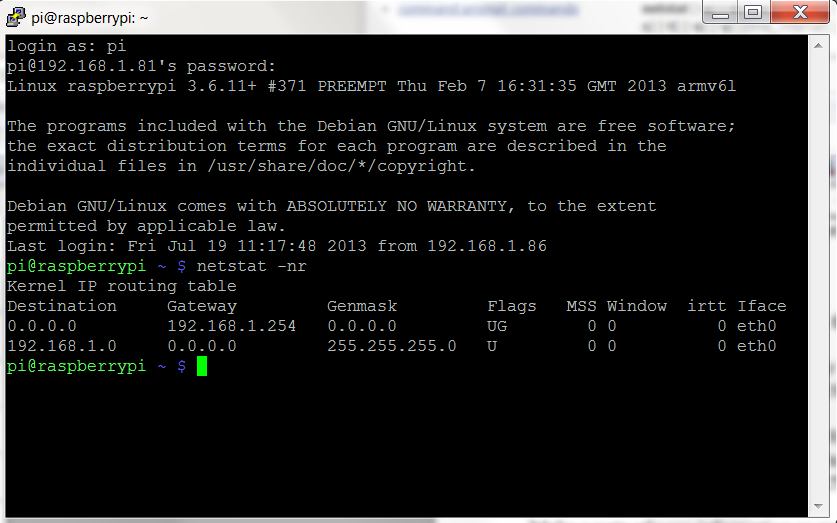 pi@raspberrypi: ~
login as: pi
pi@192.168.1.81's password:
Linux raspberrypi 3.6.11+ #371 PREEMPT Thu Feb 7 16:31:35 GMT 2013 armv6l
The programs included with the Debian GNU/Linux system are free software;
the exact distribution terms for each program are described in the
individual files in /usr/share/doc/*/copyright.
Debian GNU/Linux comes with ABSOLUTELY NO WARRANTY, to the extent
permitted by applicable law.
Last login: Fri Jul 19 11:17:48 2013 from 192.168.1.86
pi@raspberrypi ~ $ netstat -nr
Kernel IP routing table
Destination     Gateway         Genmask         Flags   MSS Window  irtt Iface
0.0.0.0         192.168.1.254   0.0.0.0         UG        0 0          0 eth0
192.168.1.0     0.0.0.0         255.255.255.0   U         0 0          0 eth0
pi@raspberrypi ~ $